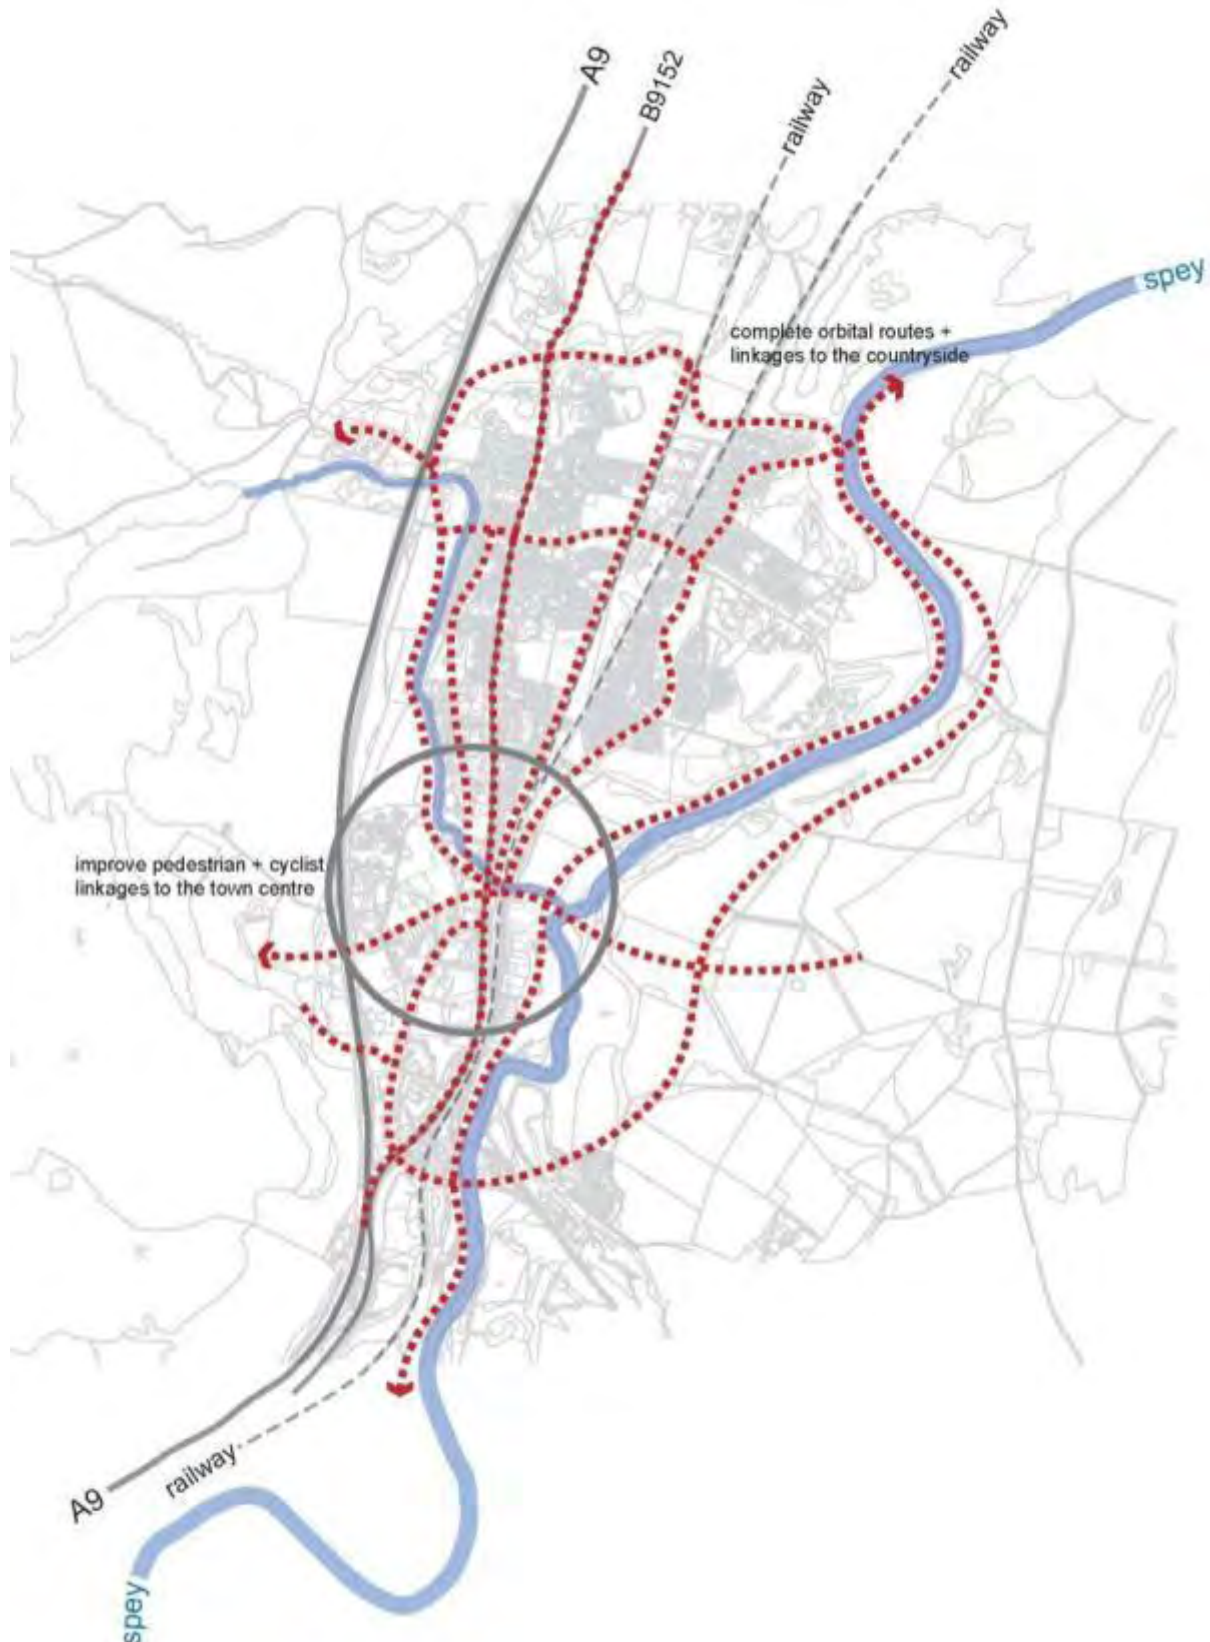 A9
B9152
railway
railway
spey
complete orbital routes +
linkages to the countryside
improve pedestrian + cyclist
linkages to the town centre
A9
railway
spey